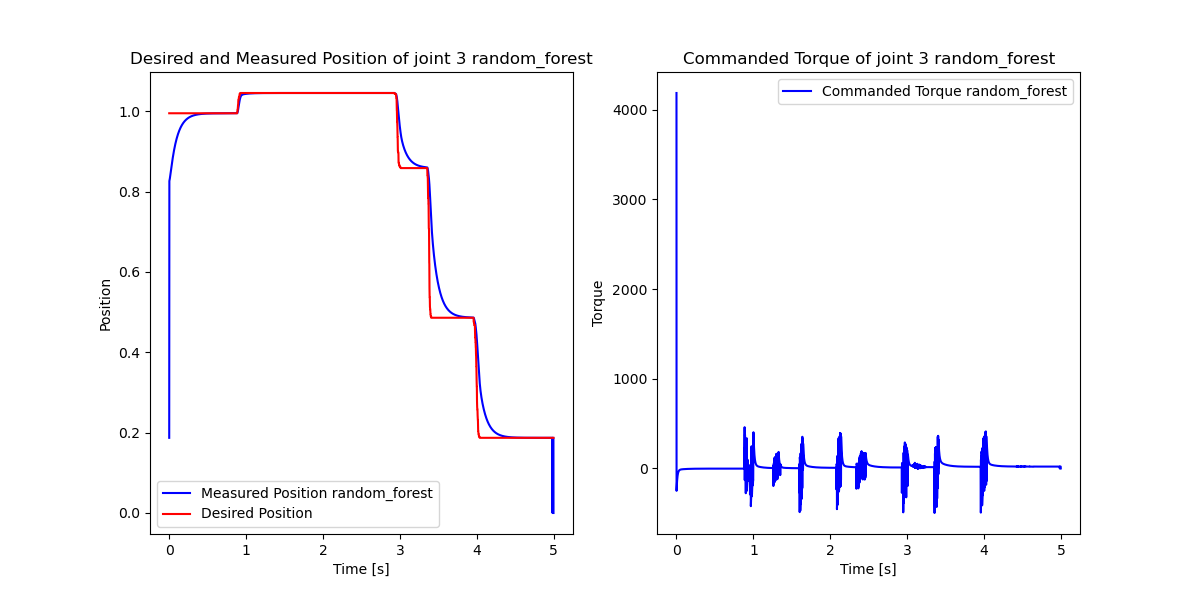 Desired and Measured Position of joint 3 random_forest
1.0
0.8
0.6
0.4
0.2
0.0
Position
Measured Position random_forest
Desired Position
0
1
2
3
4
5
Time [s]
Commanded Torque of joint 3 random_forest
Commanded Torque random_forest
4000
3000
2000
1000
0
Torque
0
1
2
3
4
5
Time [s]